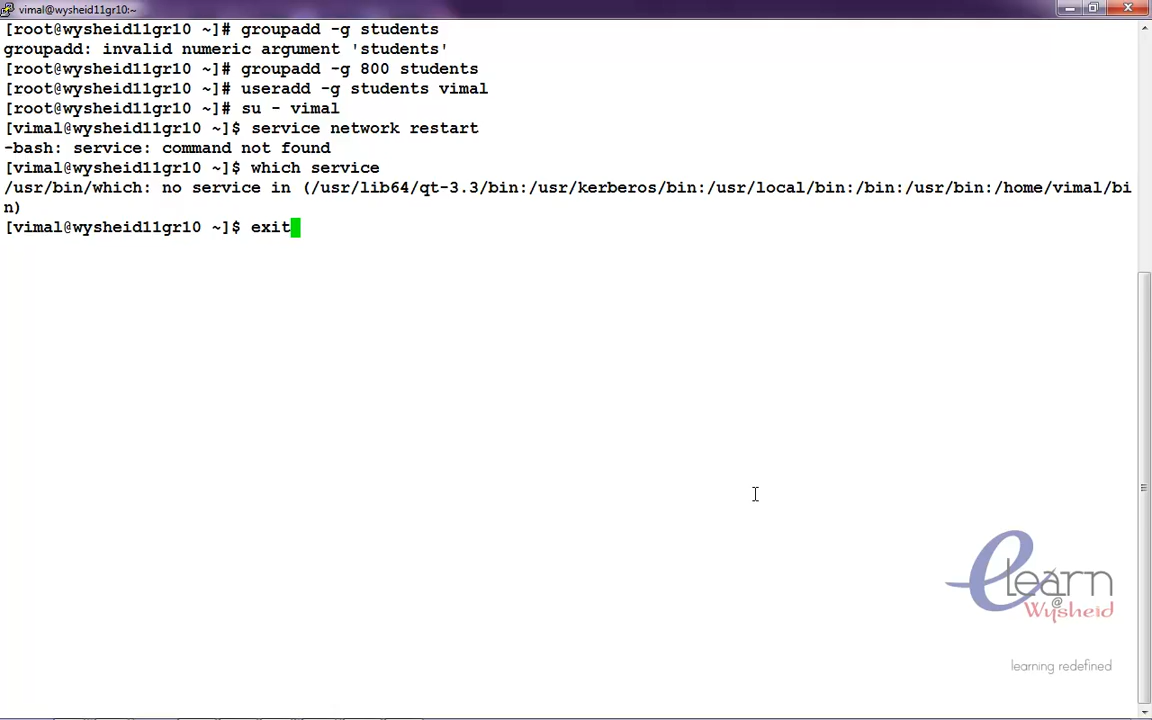 vimal@wysheid11gr10:~
[root@wysheid11gr10 ~]# groupadd -g students
groupadd: invalid numeric argument 'students'
[root@wysheid11gr10 ~]# groupadd -g 800 students
[root@wysheid11gr10 ~]# useradd -g students vimal
[root@wysheid11gr10 ~]# su - vimal
[vimal@wysheid11gr10 ~]$ service network restart
-bash: service: command not found
[vimal@wysheid11gr10 ~]$ which service
/usr/bin/which: no service in (/usr/lib64/qt-3.3/bin:/usr/kerberos/bin:/usr/local/bin:/bin:/usr/bin:/home/vimal/bi
n)
[vimal@wysheid11gr10 ~]$ exit
eLearn
@
Wysheid
learning redefined